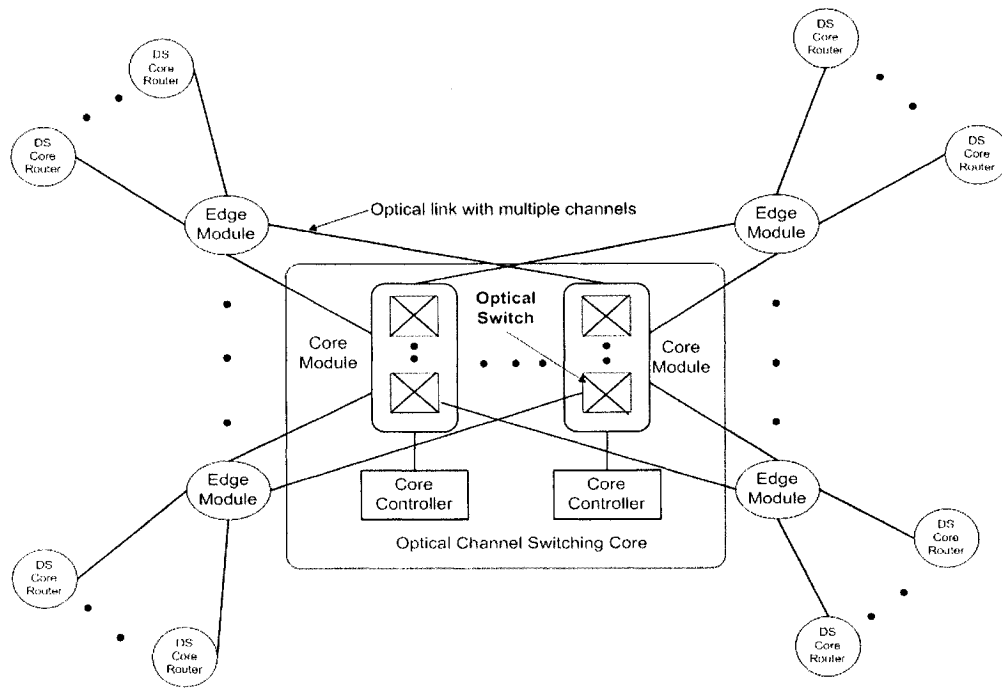 DS
Core
Router
DS
Core
Router
DS
Core
Router
DS
Core
Router
Edge
Module
Optical link with multiple channels
Edge
Module
Optical
Switch
Core
Module
Core
Module
Edge
Module
Core
Controller
Core
Controller
Edge
Module
Optical Channel Switching Core
DS
Core
Router
DS
Core
Router
DS
Core
Router
DS
Core
Router